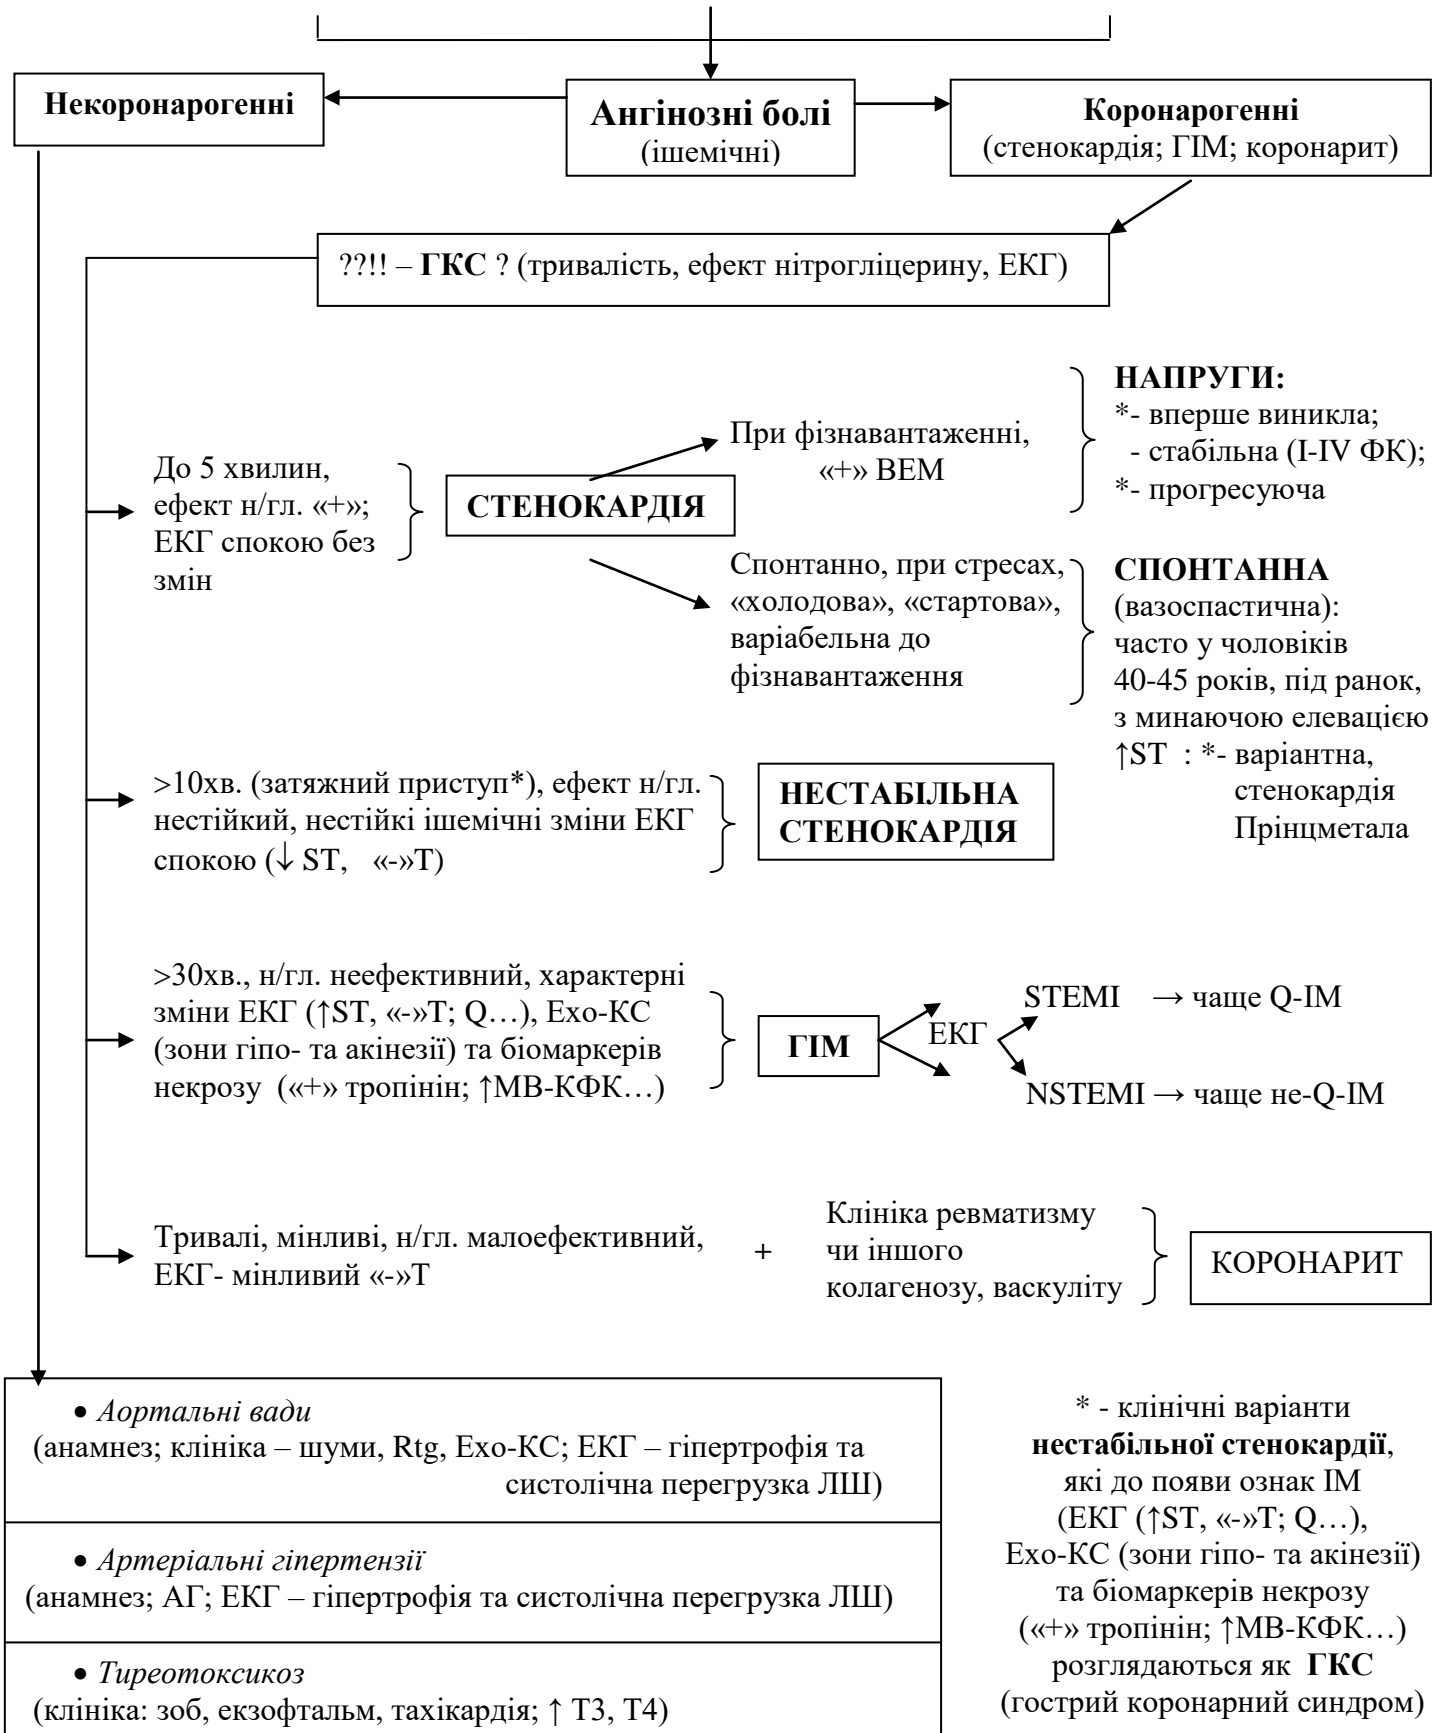 Некоронарогенні
Ангінозні болі
(ішемічні)
Коронарогенні
(стенокардія; ГІМ; коронарит)
??!! – ГКС ? (тривалість, ефект нітрогліцерину, ЕКГ)
До 5 хвилин,
ефект н/гл. «+»;
ЕКГ спокою без
змін
СТЕНОКАРДІЯ
При фізнавантаженні,
«+» ВЕМ
НАПРУГИ:
*- вперше виникла;
- стабільна (І-IV ФК);
*- прогресуюча
Спонтанно, при стресах,
«холодова», «стартова»,
варіабельна до
фізнавантаження
СПОНТАННА
(вазоспастична):
часто у чоловіків
40-45 років, під ранок,
з минаючою елевацією
↑ST : *- варіантна,
стенокардія
Прінцметала
>10хв. (затяжний приступ*), ефект н/гл.
нестійкий, нестійкі ішемічні зміни ЕКГ
спокою (↓ ST, «-»Т)
НЕСТАБІЛЬНА
СТЕНОКАРДІЯ
>30хв., н/гл. неефективний, характерні
зміни ЕКГ (↑ST, «-»Т; Q…), Ехо-КС
(зони гіпо- та акінезії) та біомаркерів
некрозу («+» тропінін; ↑МВ-КФК…)
ГІМ
ЕКГ
STEMI → чаще Q-ІМ
NSTEMI → чаще не-Q-ІМ
Тривалі, мінливі, н/гл. малоефективний,
ЕКГ- мінливий «-»Т
+
Клініка ревматизму
чи іншого
колагенозу, васкуліту
КОРОНАРИТ
• Аортальні вади
(анамнез; клініка – шуми, Rtg, Ехо-КС; ЕКГ – гіпертрофія та
систолічна перегрузка ЛШ)
• Артеріальні гіпертензії
(анамнез; АГ; ЕКГ – гіпертрофія та систолічна перегрузка ЛШ)
• Тиреотоксикоз
(клініка: зоб, екзофтальм, тахікардія; ↑ Т3, Т4)
* - клінічні варіанти
нестабільної стенокардії,
які до появи ознак ІМ
(ЕКГ (↑ST, «-»Т; Q…),
Ехо-КС (зони гіпо- та акінезії)
та біомаркерів некрозу
(«+» тропінін; ↑МВ-КФК…)
розглядаються як ГКС
(гострий коронарний синдром)